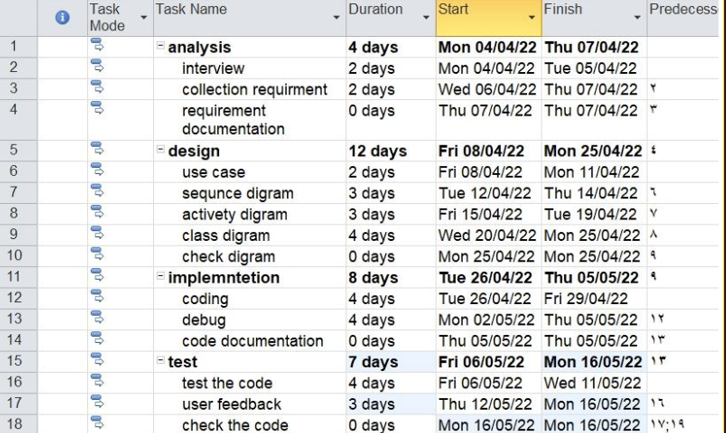 Task Mode Task Name Duration Start Finish Predecess
1 analysis 4 days Mon 04/04/22 Thu 07/04/22
2 interview 2 days Mon 04/04/22 Tue 05/04/22
3 collection requirment 2 days Wed 06/04/22 Thu 07/04/22 ٢
4 requirement documentation 0 days Thu 07/04/22 Thu 07/04/22 ٣
5 design 12 days Fri 08/04/22 Mon 25/04/22 ٤
6 use case 2 days Fri 08/04/22 Mon 11/04/22
7 sequnce digram 3 days Tue 12/04/22 Thu 14/04/22 ٦
8 activety digram 3 days Fri 15/04/22 Tue 19/04/22 ٧
9 class digram 4 days Wed 20/04/22 Mon 25/04/22 ٨
10 check digram 0 days Mon 25/04/22 Mon 25/04/22 ٩
11 implemntetion 8 days Tue 26/04/22 Thu 05/05/22 ٩
12 coding 4 days Tue 26/04/22 Fri 29/04/22
13 debug 4 days Mon 02/05/22 Thu 05/05/22 ١٢
14 code documentation 0 days Thu 05/05/22 Thu 05/05/22 ١٣
15 test 7 days Fri 06/05/22 Mon 16/05/22 ١٣
16 test the code 4 days Fri 06/05/22 Wed 11/05/22
17 user feedback 3 days Thu 12/05/22 Mon 16/05/22 ١٦
18 check the code 0 days Mon 16/05/22 Mon 16/05/22 ١٧;١٩